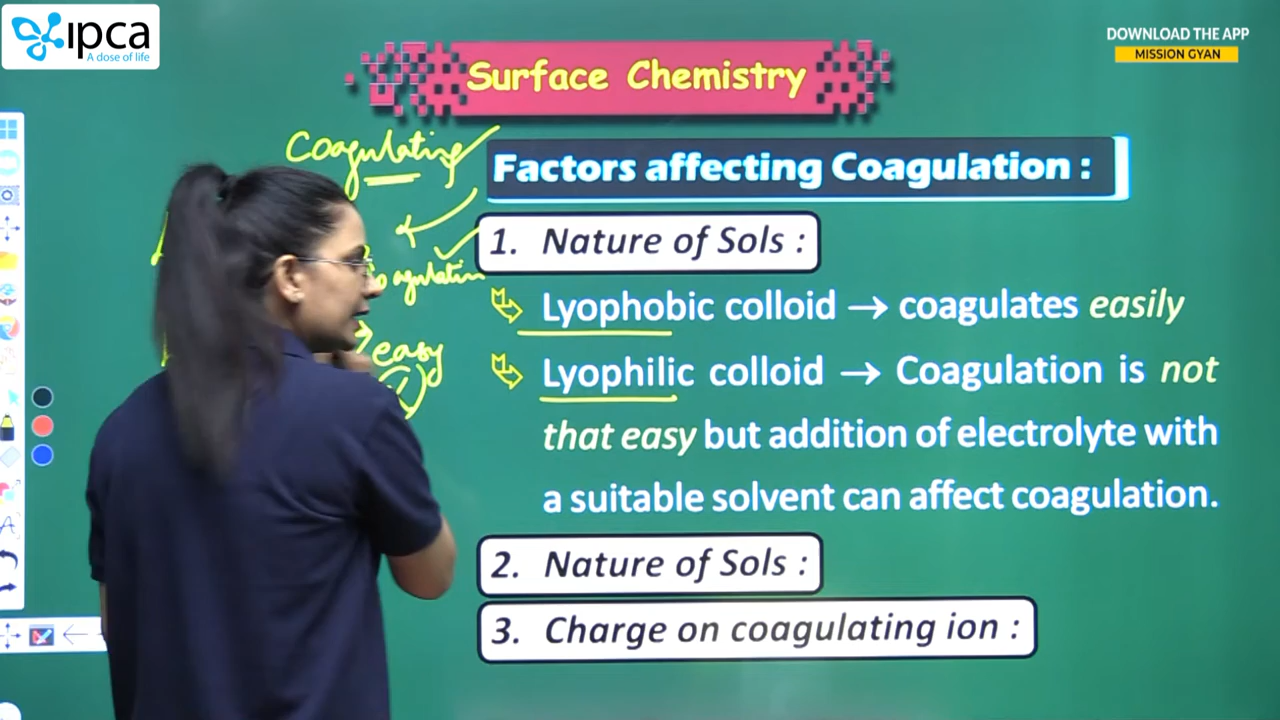 ipca
A dose of life
DOWNLOAD THE APP
MISSION GYAN
Surface Chemistry
Coagulating
Factors affecting Coagulation :
1. Nature of Sols :
Lyophobic colloid → coagulates easily
easy
Lyophilic colloid → Coagulation is not
that easy but addition of electrolyte with
a suitable solvent can affect coagulation.
2. Nature of Sols :
3. Charge on coagulating ion :